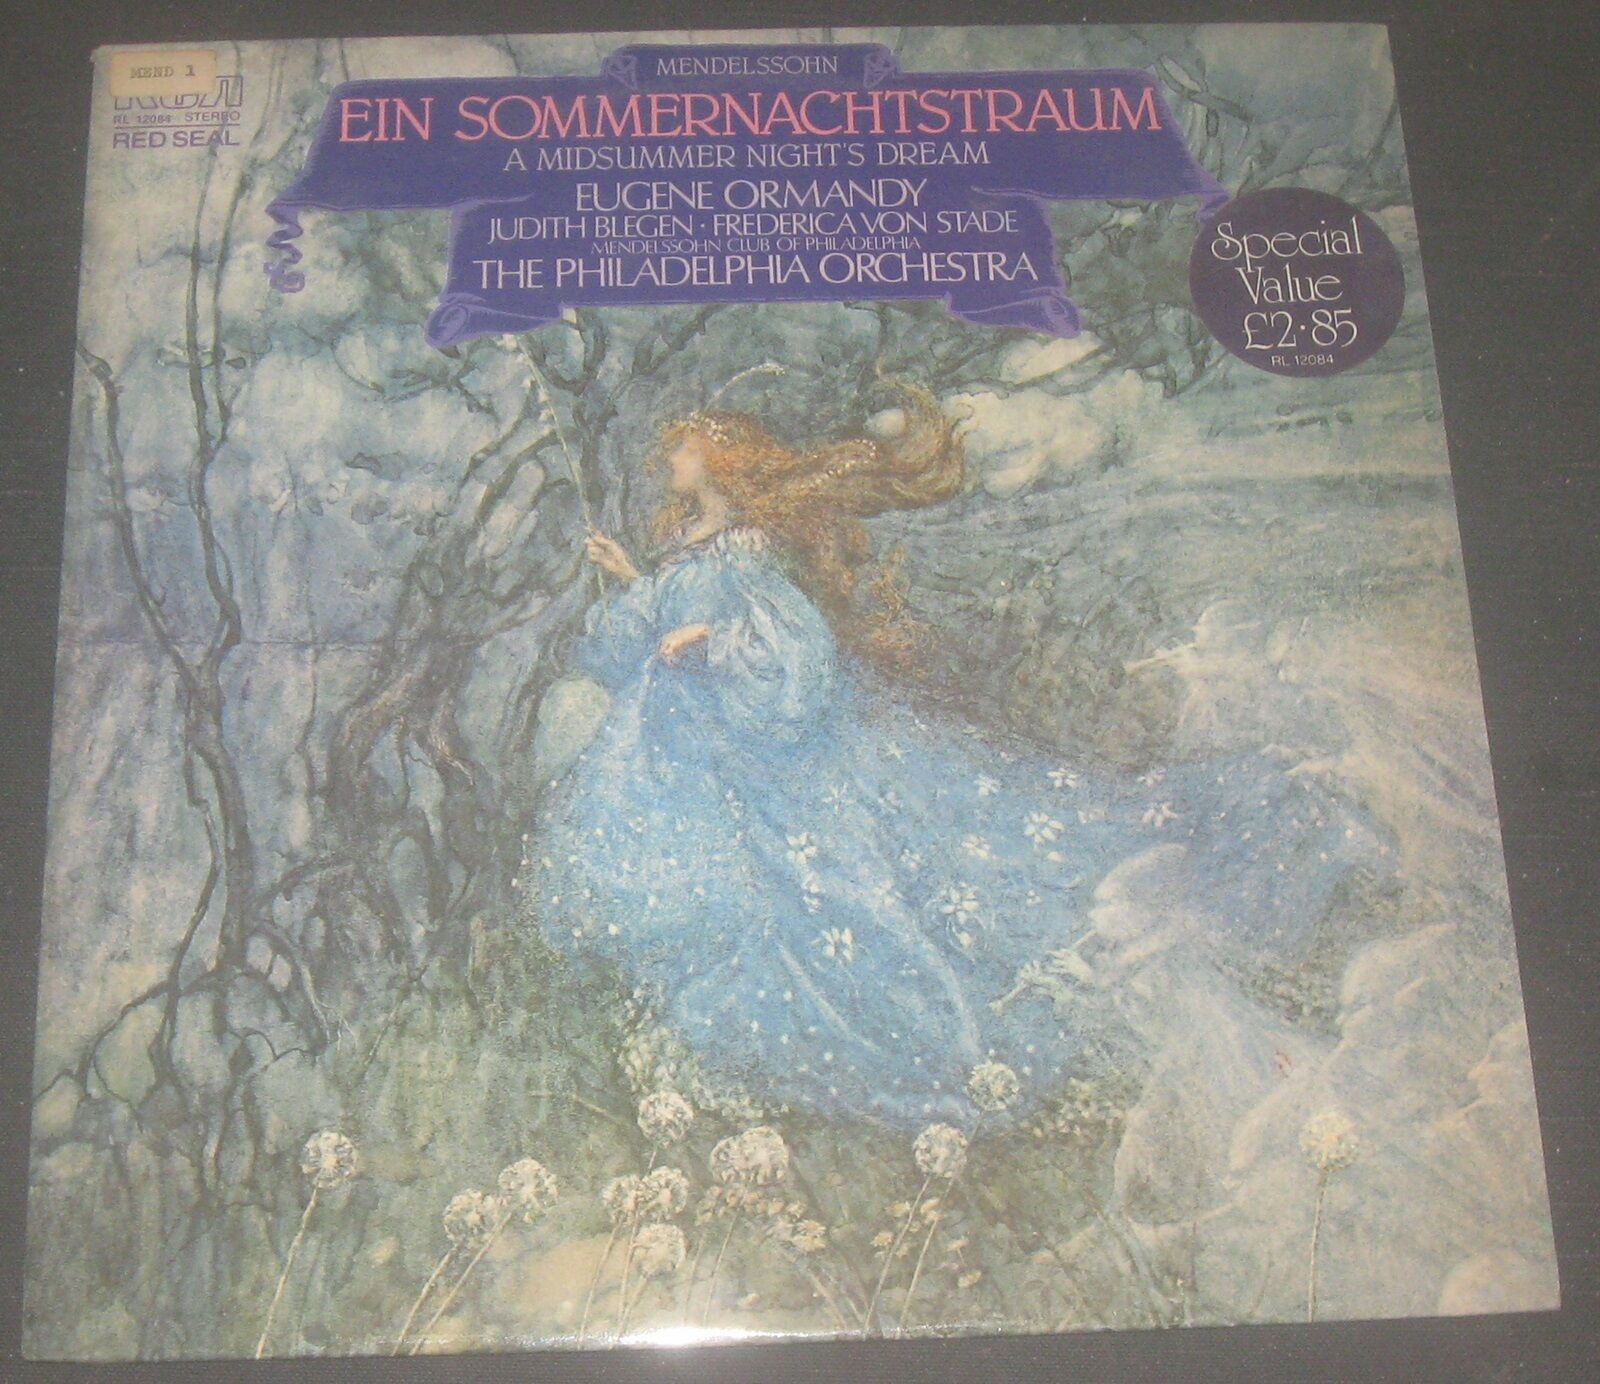 MEND 1
RCA
RL 12084 STEREO
RED SEAL
MENDELSSOHN
EIN SOMMERNACHTSTRAUM
A MIDSUMMER NIGHT'S DREAM
EUGENE ORMANDY
JUDITH BLEGEN · FREDERICA VON STADE
MENDELSSOHN CLUB OF PHILADELPHIA
THE PHILADELPHIA ORCHESTRA
Special
Value
£2·85
RL 12084